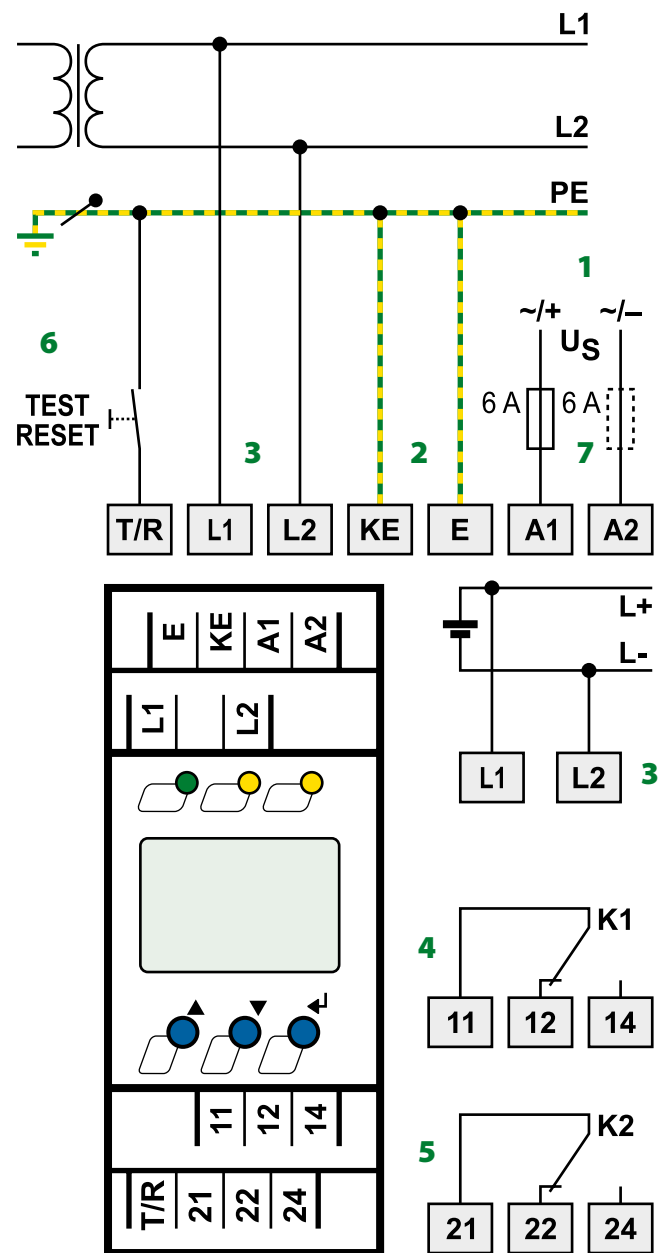 L1
L2
PE
1
~/+ ~/–
US
6 A 6 A
6
TEST
RESET
3 2 7
T/R L1 L2 KE E A1 A2
E KE A1 A2
L1 L2
L+
L-
L1 L2 3
K1
4
11 12 14
11 12 14
K2
5
T/R 21 22 24
21 22 24